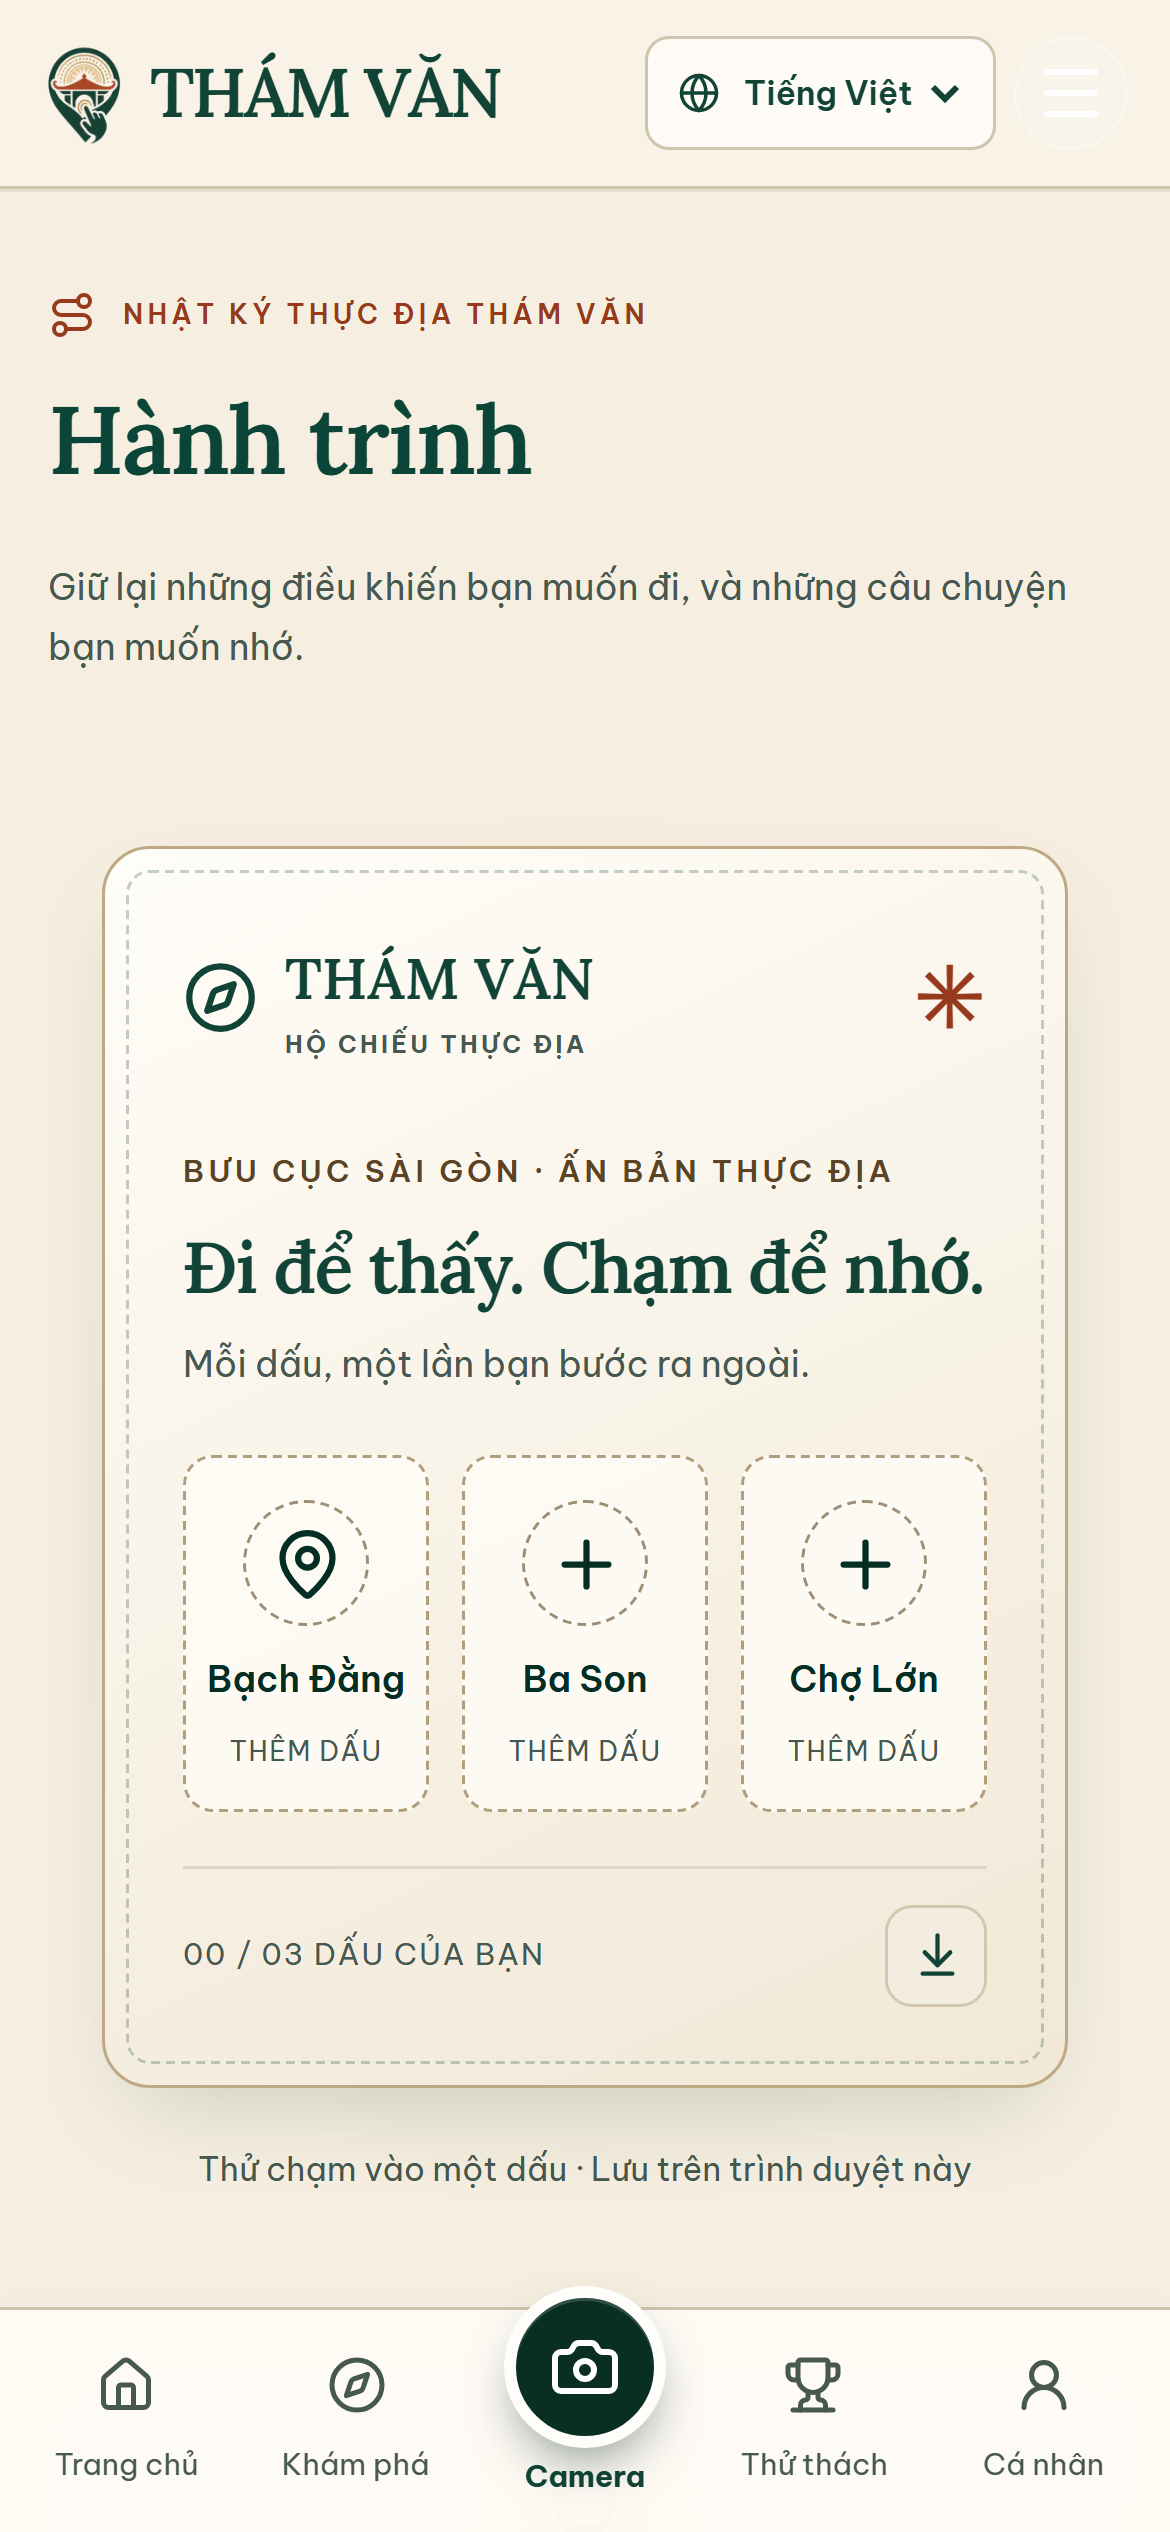 THÁM VĂN
Tiếng Việt
NHẬT KÝ THỰC ĐỊA THÁM VĂN
Hành trình
Giữ lại những điều khiến bạn muốn đi, và những câu chuyện
bạn muốn nhớ.
THÁM VĂN
HỘ CHIẾU THỰC ĐỊA
BƯU CỤC SÀI GÒN · ẤN BẢN THỰC ĐỊA
Đi để thấy. Chạm để nhớ.
Mỗi dấu, một lần bạn bước ra ngoài.
Bạch Đằng
THÊM DẤU
Ba Son
THÊM DẤU
Chợ Lớn
THÊM DẤU
00 / 03 DẤU CỦA BẠN
Thử chạm vào một dấu · Lưu trên trình duyệt này
Trang chủ
Khám phá
Camera
Thử thách
Cá nhân